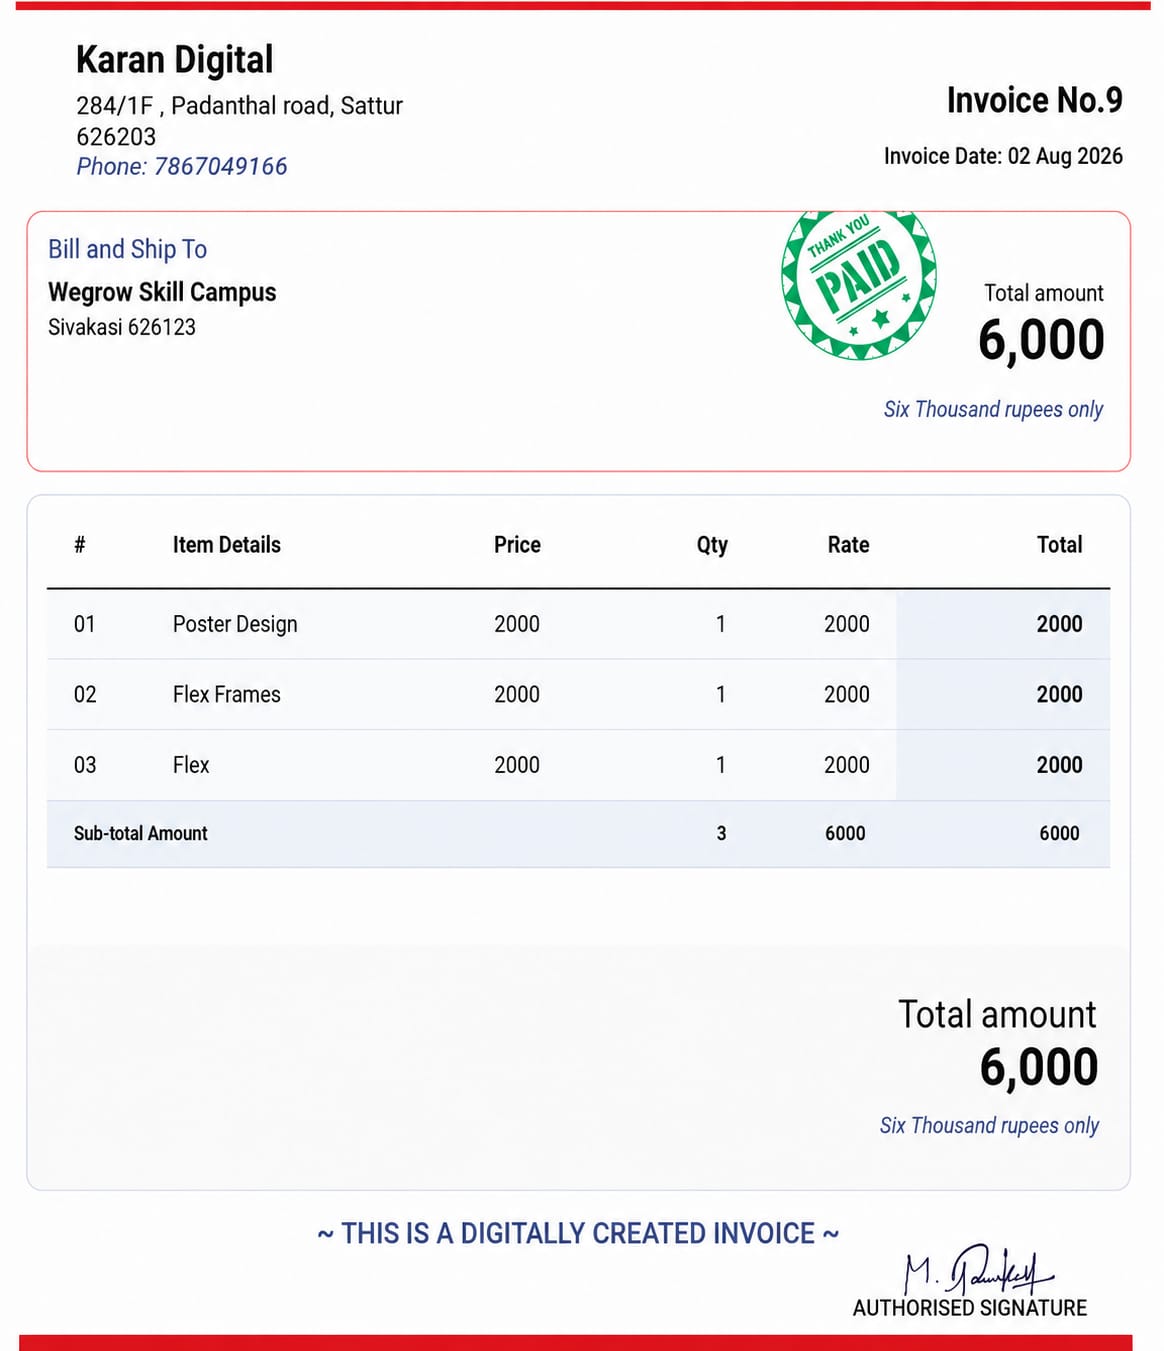 Karan Digital
284/1F , Padanthal road, Sattur
626203
Phone: 7867049166
Invoice No.9
Invoice Date: 02 Aug 2026
Bill and Ship To
Wegrow Skill Campus
Sivakasi 626123
THANK YOU
PAID
Total amount
6,000
Six Thousand rupees only
# Item Details Price Qty Rate Total
01 Poster Design 2000 1 2000 2000
02 Flex Frames 2000 1 2000 2000
03 Flex 2000 1 2000 2000
Sub-total Amount 3 6000 6000
Total amount
6,000
Six Thousand rupees only
~ THIS IS A DIGITALLY CREATED INVOICE ~
M.
AUTHORISED SIGNATURE